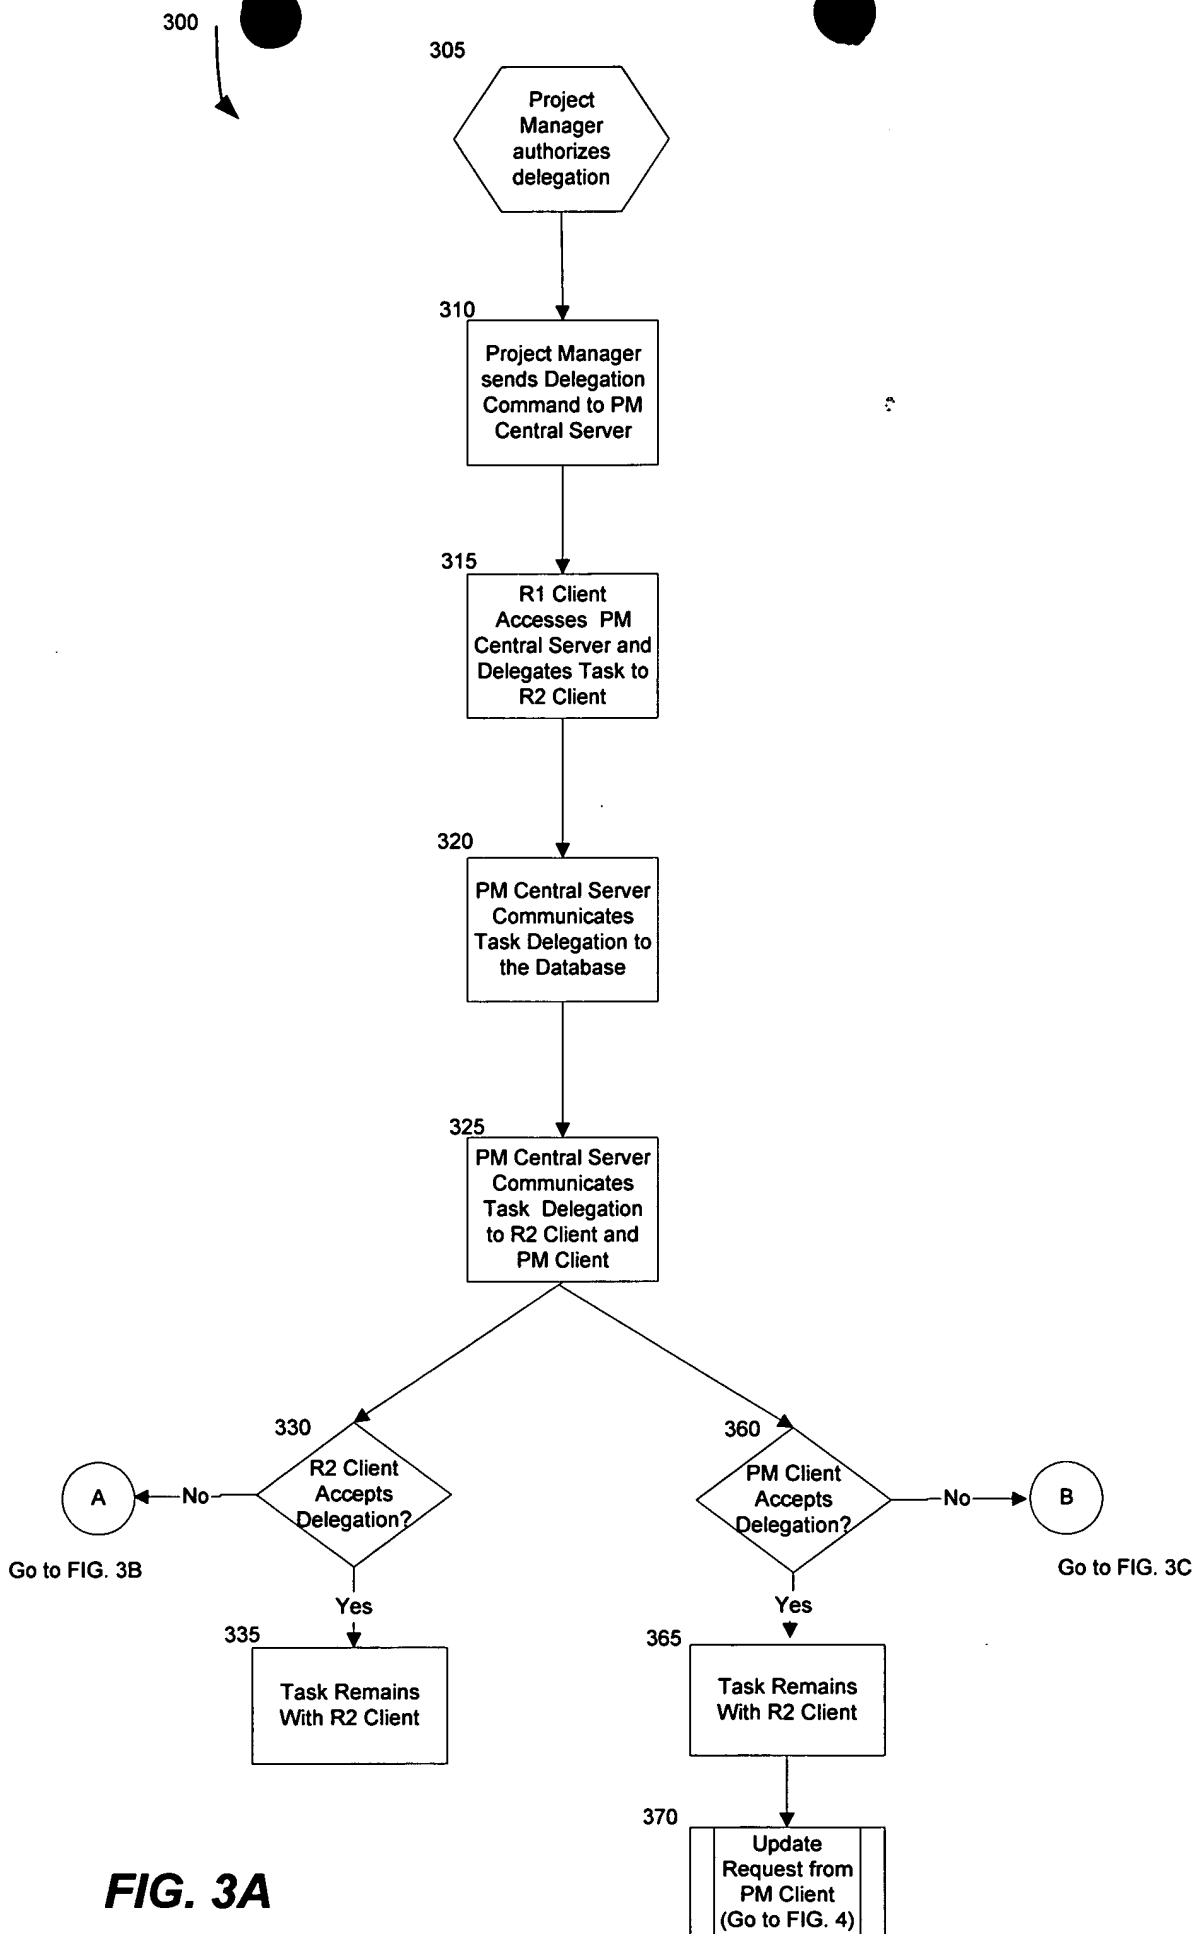 300
305
Project
Manager
authorizes
delegation
310
Project Manager
sends Delegation
Command to PM
Central Server
315
R1 Client
Accesses PM
Central Server and
Delegates Task to
R2 Client
320
PM Central Server
Communicates
Task Delegation to
the Database
325
PM Central Server
Communicates
Task Delegation
to R2 Client and
PM Client
330
R2 Client
Accepts
Delegation?
No
A
Go to FIG. 3B
Yes
335
Task Remains
With R2 Client
360
PM Client
Accepts
Delegation?
No
B
Go to FIG. 3C
Yes
365
Task Remains
With R2 Client
370
Update
Request from
PM Client
(Go to FIG. 4)
FIG. 3A